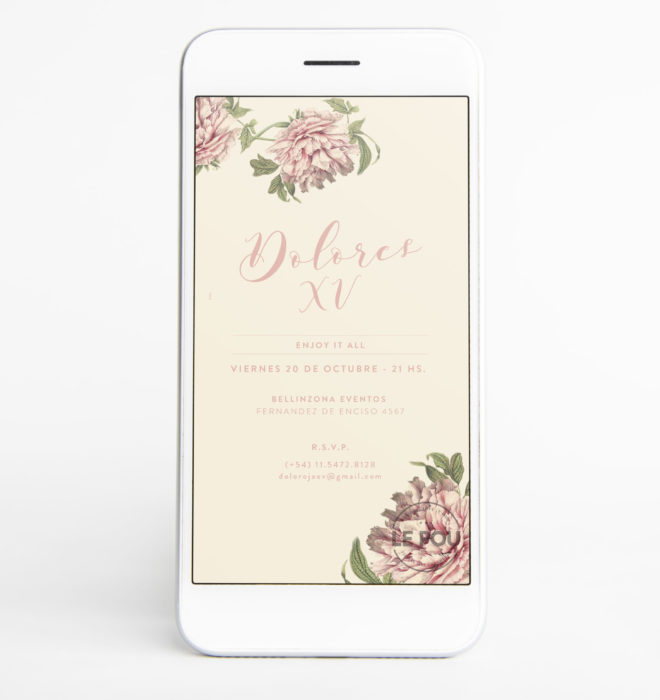 Dolores
XV
ENJOY IT ALL
VIERNES 20 DE OCTUBRE - 21 HS.
BELLINZONA EVENTOS
FERNANDEZ DE ENCISO 4567
R.S.V.P.
(+54) 11.5473.8128
dolorojaxv@gmail.com
LE POU